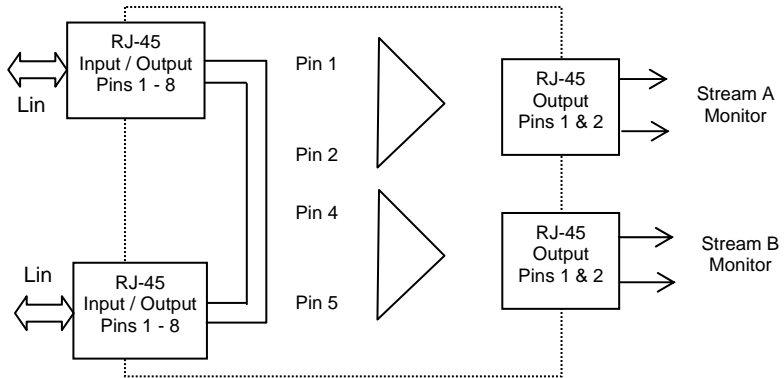 RJ-45
Input / Output
Pins 1 - 8
Lin
RJ-45
Input / Output
Pins 1 - 8
Lin
Pin 1
Pin 2
Pin 4
Pin 5
RJ-45
Output
Pins 1 & 2
Stream A
Monitor
RJ-45
Output
Pins 1 & 2
Stream B
Monitor